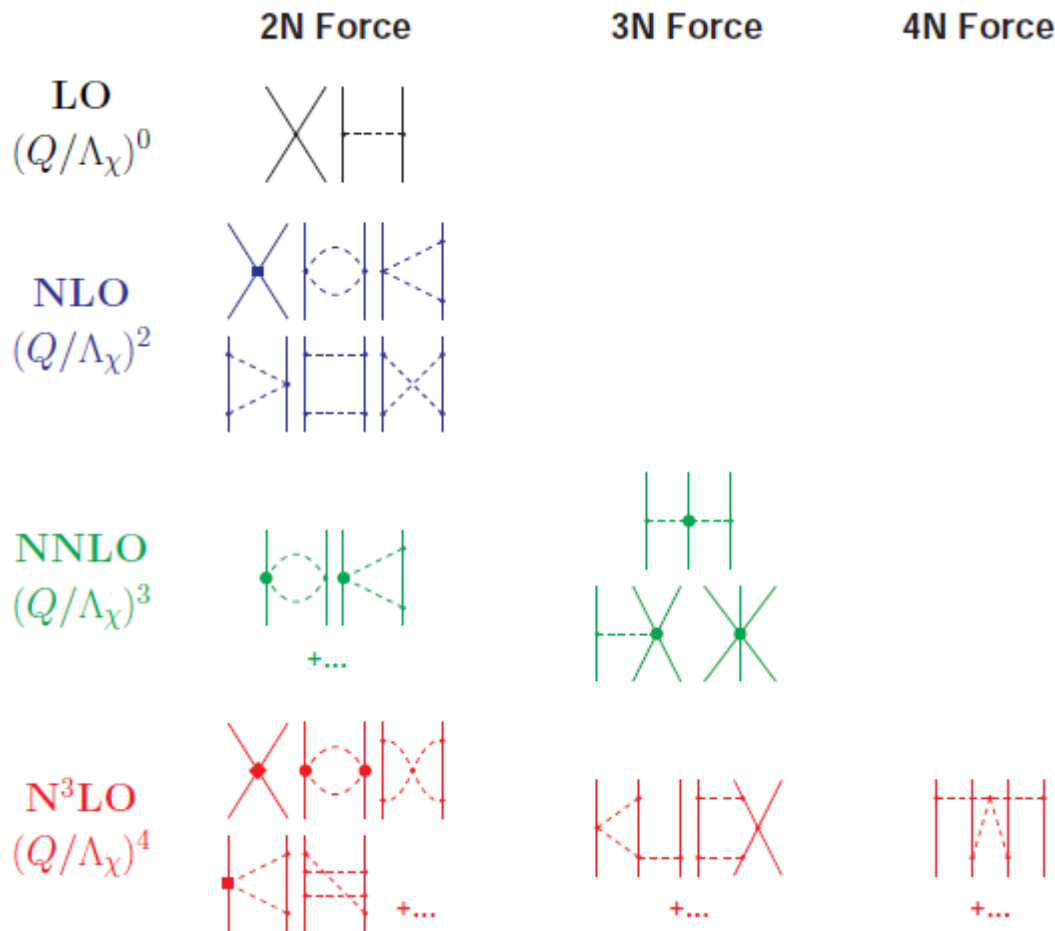 2N Force 3N Force 4N Force
LO
(Q/Λχ)⁰
NLO
(Q/Λχ)²
NNLO
(Q/Λχ)³
+...
N³LO
(Q/Λχ)⁴
+... +... +...